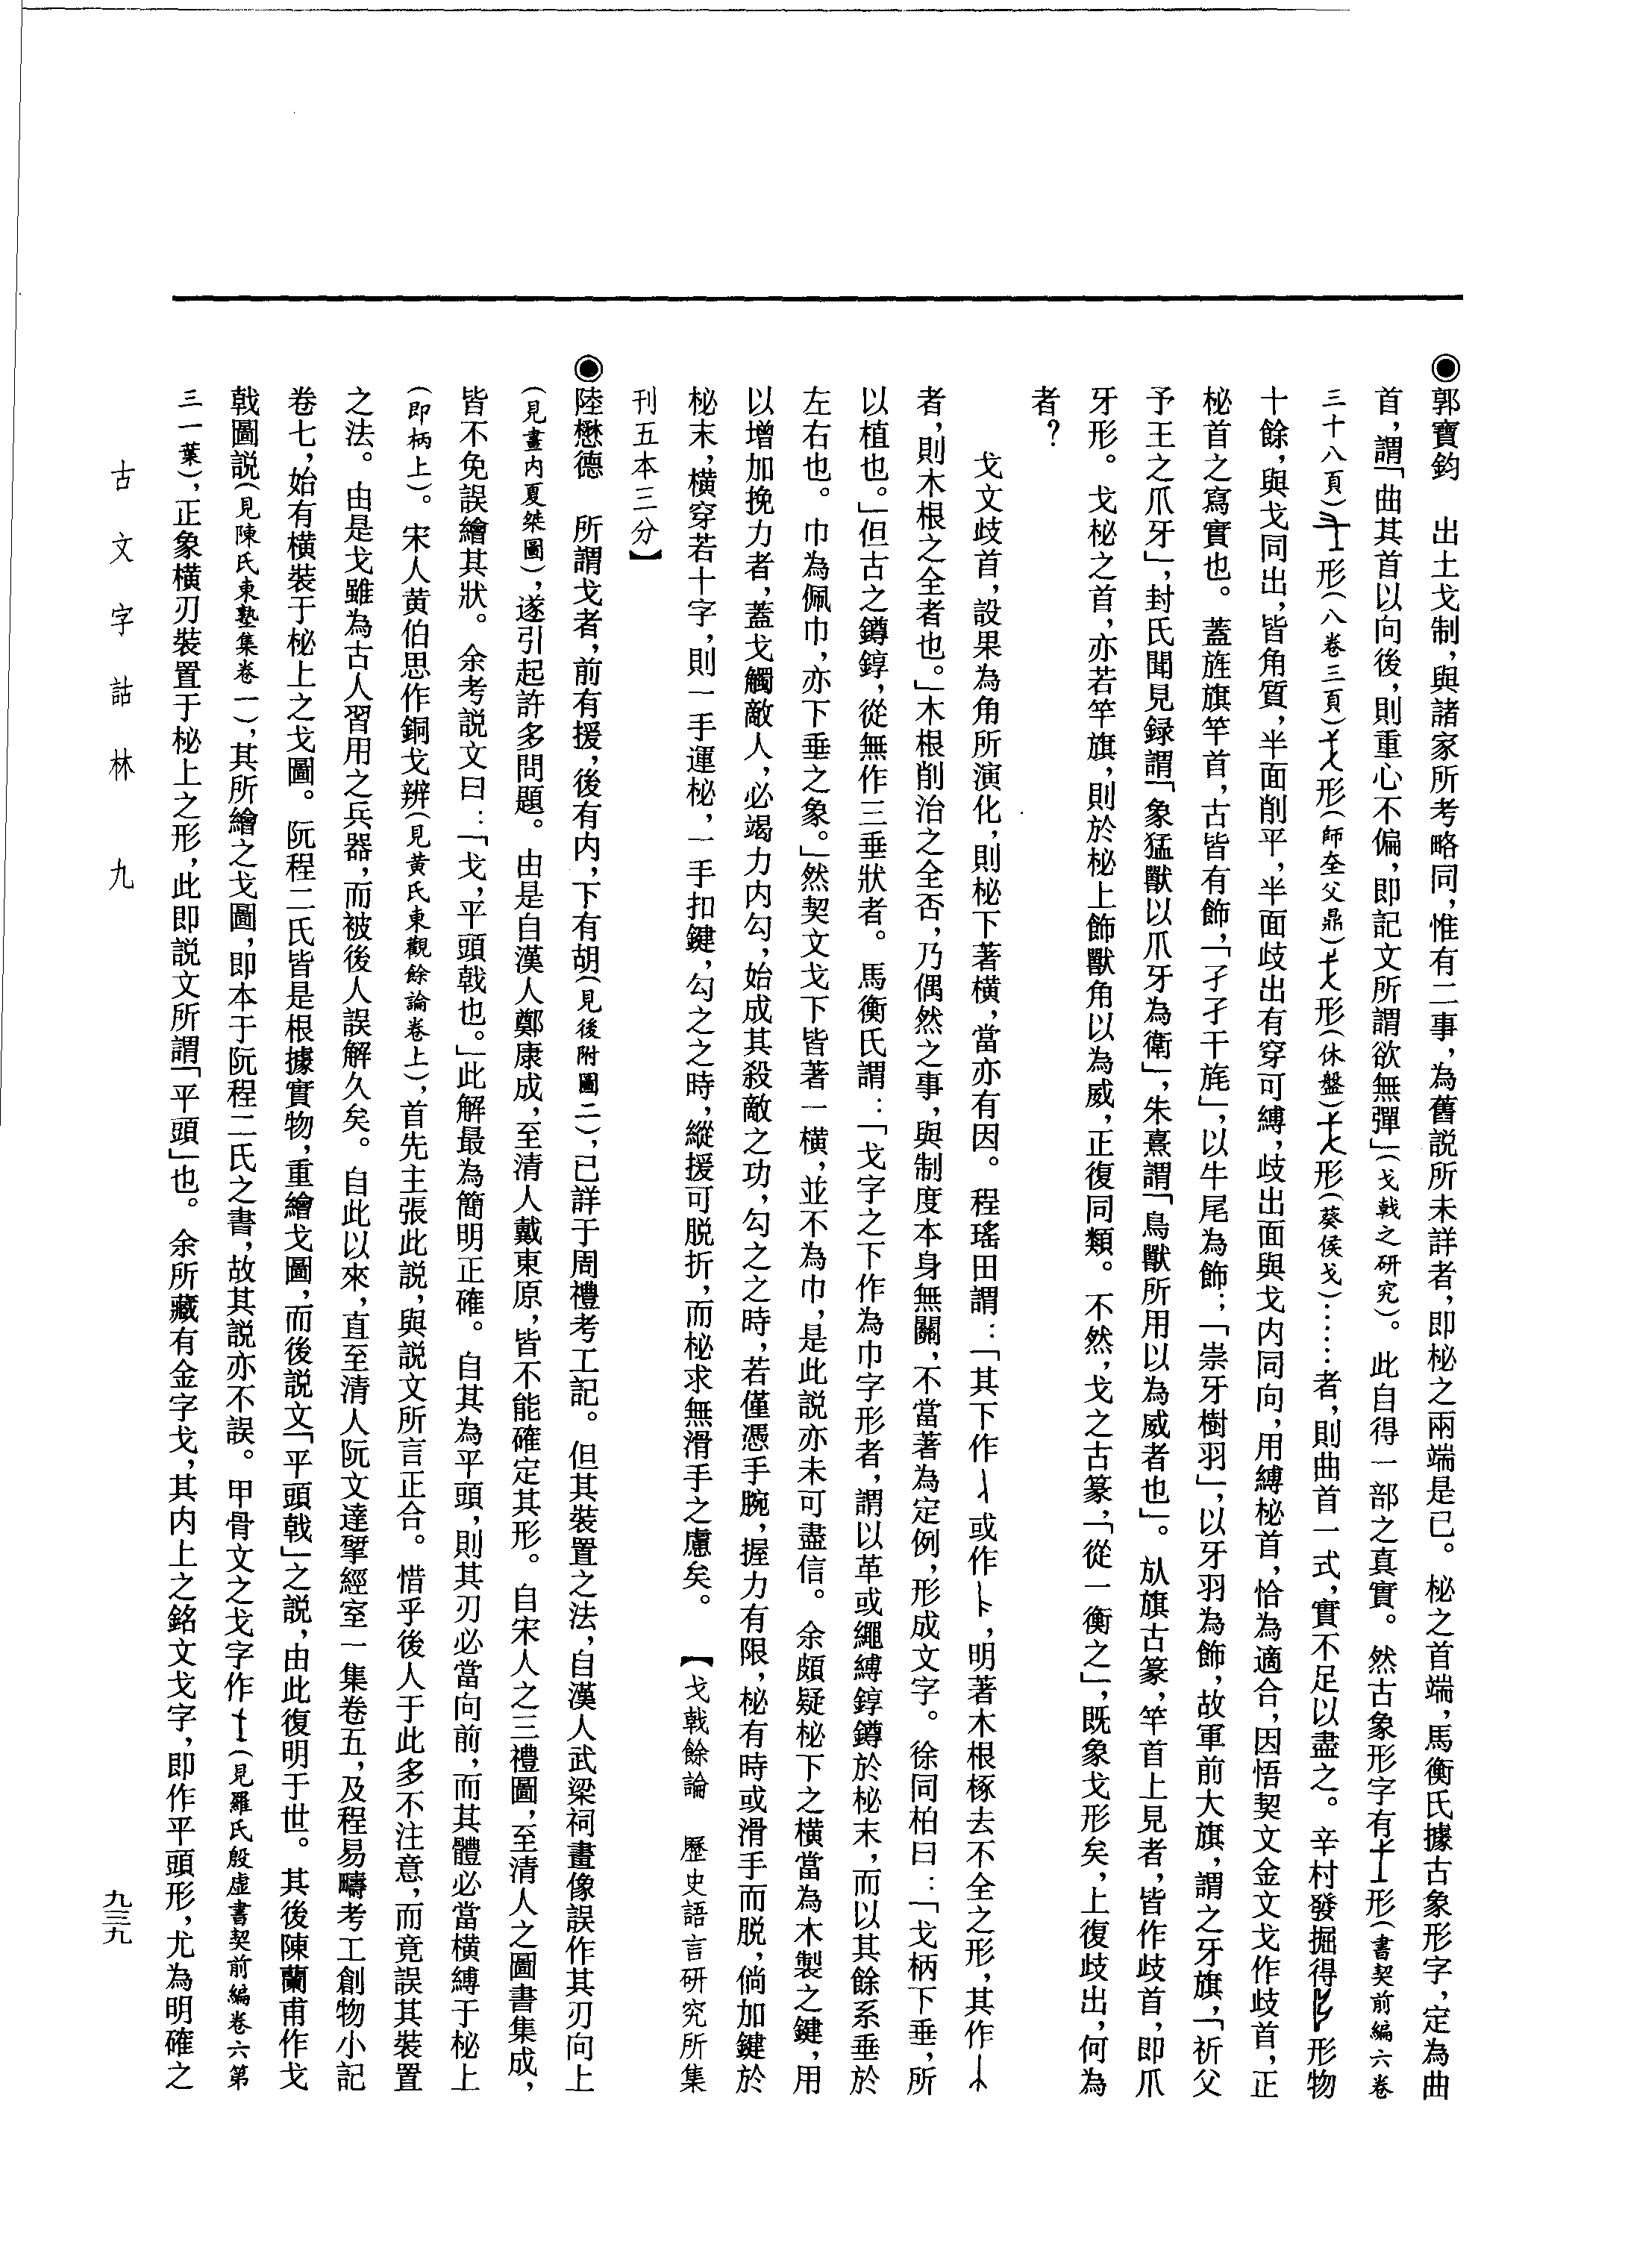 ◉郭寶鈞　出土戈制，與諸家所考略同，惟有二事，為舊説所未詳者，即柲之兩端是已。柲之首端，馬衡氏據古象形字，定為曲
首，謂「曲其首以向後，則重心不偏，即記文所謂欲無彈」（戈戟之研究）。此自得一部之真實。然古象形字有形（書契前編六卷
三十八頁）形（八卷三頁）形（師㝨父鼎）形（休盤）形（蔡侯戈）……者，則曲首一式，實不足以盡之。辛村發掘得形物
十餘，與戈同出，皆角質，半面削平，半面歧出有穿可縛，歧出面與戈内同向，用縛柲首，恰為適合，因悟契文金文戈作歧首，正
柲首之寫實也。蓋旌旗竿首，古皆有飾，「孑孑干旄」，以牛尾為飾；「崇牙樹羽」，以牙羽為飾，故軍前大旗，謂之牙旗，「祈父
予王之爪牙」，封氏聞見録謂「象猛獸以爪牙為衛」，朱熹謂「鳥獸所用以為威者也」。㫃旗古篆，竿首上見者，皆作歧首，即爪
牙形。戈柲之首，亦若竿旗，則於柲上飾獸角以為威，正復同類。不然，戈之古篆，「從一衡之」，既象戈形矣，上復歧出，何為
者？
戈文歧首，設果為角所演化，則柲下著橫，當亦有因。程瑤田謂：「其下作或作，明著木根㧻去不全之形，其作
者，則木根之全者也。」木根削治之全否，乃偶然之事，與制度本身無關，不當著為定例，形成文字。徐同柏曰：「戈柄下垂，所
以植也。」但古之鐏錞，從無作三垂狀者。馬衡氏謂：「戈字之下作為巾字形者，謂以革或繩縛錞鐏於柲末，而以其餘系垂於
左右也。巾為佩巾，亦下垂之象。」然契文戈下皆著一橫，並不為巾，是此説亦未可盡信。余頗疑柲下之橫當為木製之鍵，用
以增加挽力者，蓋戈觸敵人，必竭力内勾，始成其殺敵之功，勾之之時，若僅憑手腕，握力有限，柲有時或滑手而脱，倘加鍵於
柲末，橫穿若十字，則一手運柲，一手扣鍵，勾之之時，縱援可脱折，而柲求無滑手之慮矣。　【戈戟餘論　歷史語言研究所集
刊五本三分】
◉陸懋德　所謂戈者，前有援，後有内，下有胡（見後附圖二），已詳于周禮考工記。但其裝置之法，自漢人武梁祠畫像誤作其刃向上
（見畫内夏桀圖），遂引起許多問題。由是自漢人鄭康成，至清人戴東原，皆不能確定其形。自宋人之三禮圖，至清人之圖書集成，
皆不免誤繪其狀。余考説文曰：「戈，平頭戟也。」此解最為簡明正確。自其為平頭，則其刃必當向前，而其體必當橫縛于柲上
（即柄上）。宋人黄伯思作銅戈辨（見黄氏東觀餘論卷上），首先主張此説，與説文所言正合。惜乎後人于此多不注意，而竟誤其裝置
之法。由是戈雖為古人習用之兵器，而被後人誤解久矣。自此以來，直至清人阮文達揅經室一集卷五，及程易疇考工創物小記
卷七，始有橫裝于柲上之戈圖。阮程二氏皆是根據實物，重繪戈圖，而後説文「平頭戟」之説，由此復明于世。其後陳蘭甫作戈
戟圖説（見陳氏東塾集卷一），其所繪之戈圖，即本于阮程二氏之書，故其説亦不誤。甲骨文之戈字作（見羅氏殷虛書契前編卷六第
三一葉），正象橫刃裝置于柲上之形，此即説文所謂「平頭」也。余所藏有金字戈，其内上之銘文戈字，即作平頭形，尤為明確之
古文字詁林　九
九三九